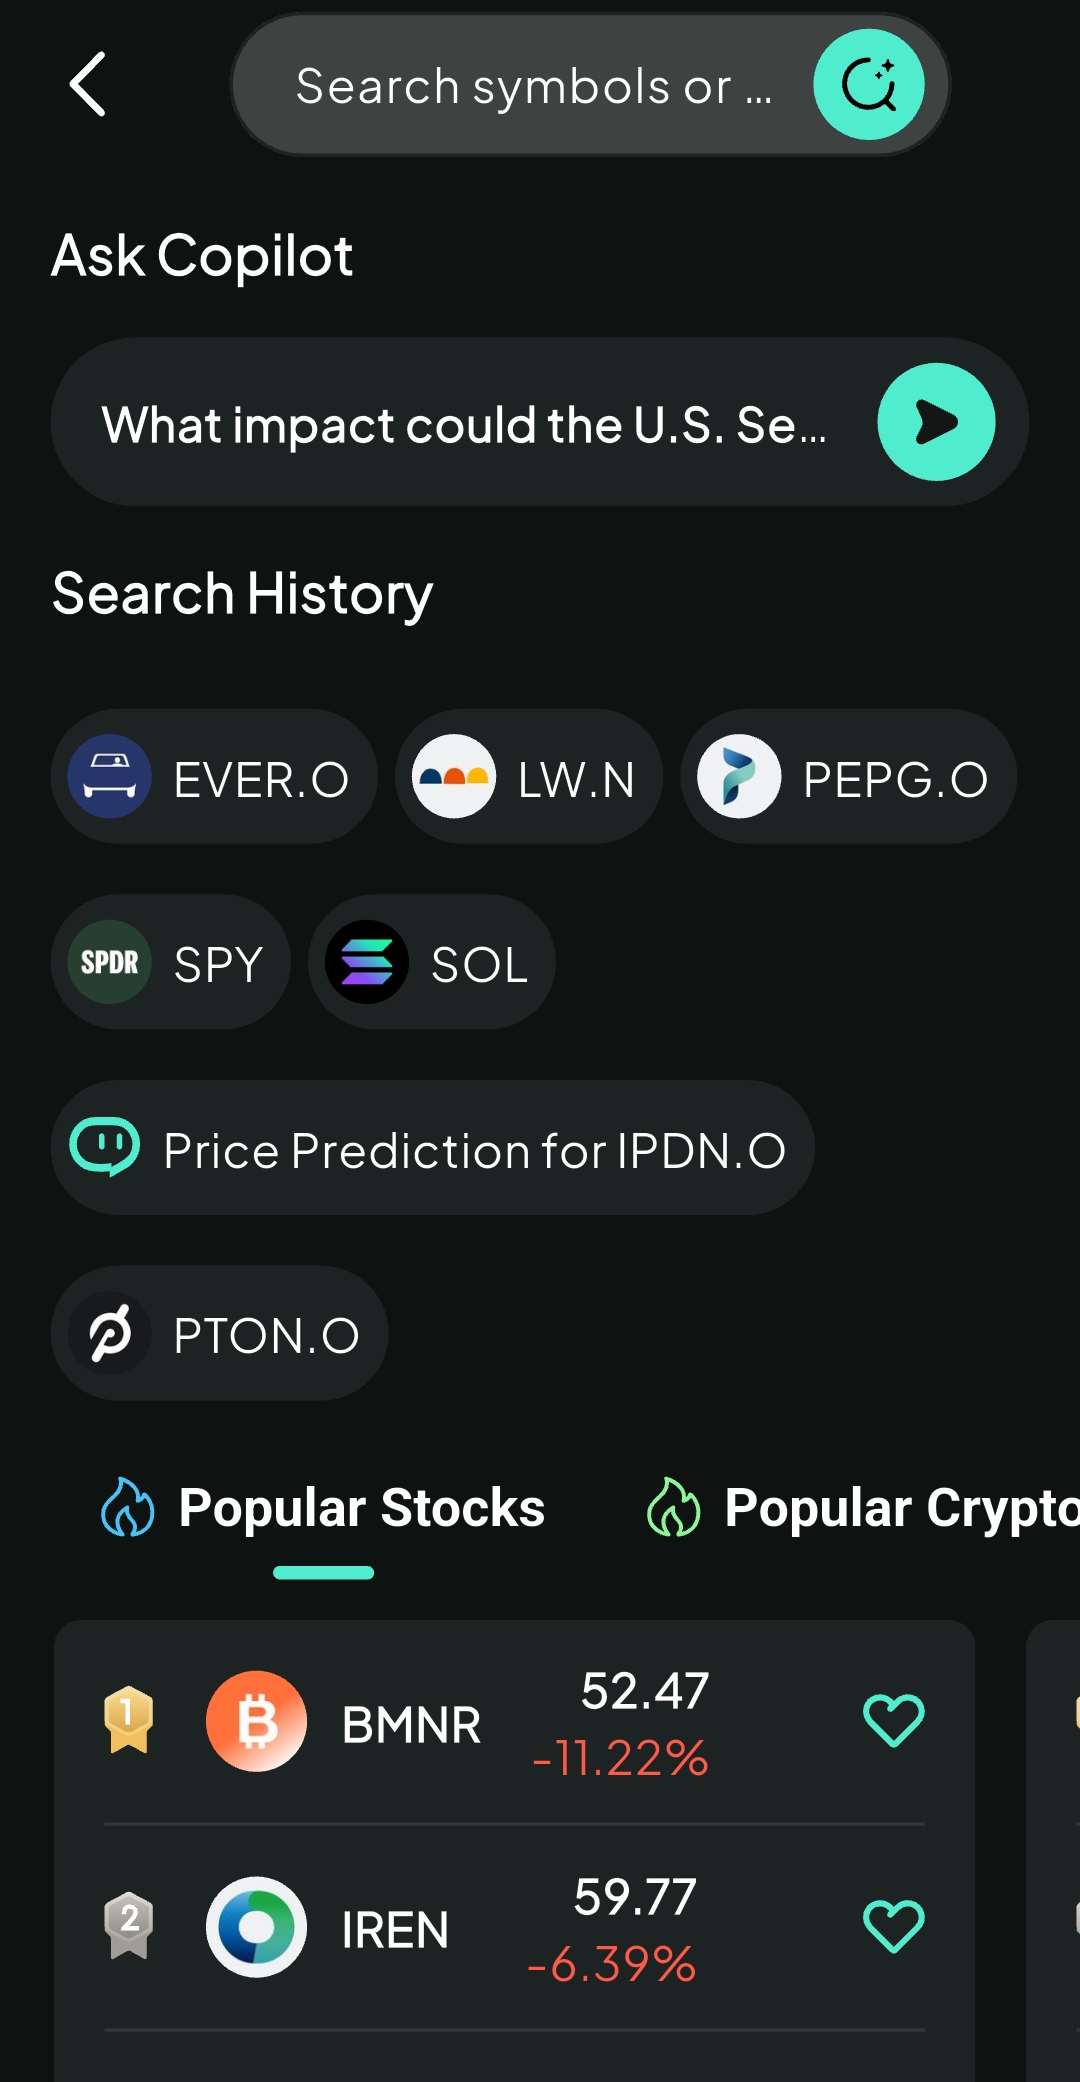 Search symbols or ...
Ask Copilot
What impact could the U.S. Se...
Search History
EVER.O
LW.N
PEPG.O
SPDR
SPY
SOL
Price Prediction for IPDN.O
PTON.O
Popular Stocks
Popular Crypto
1
BMNR
52.47
-11.22%
2
IREN
59.77
-6.39%